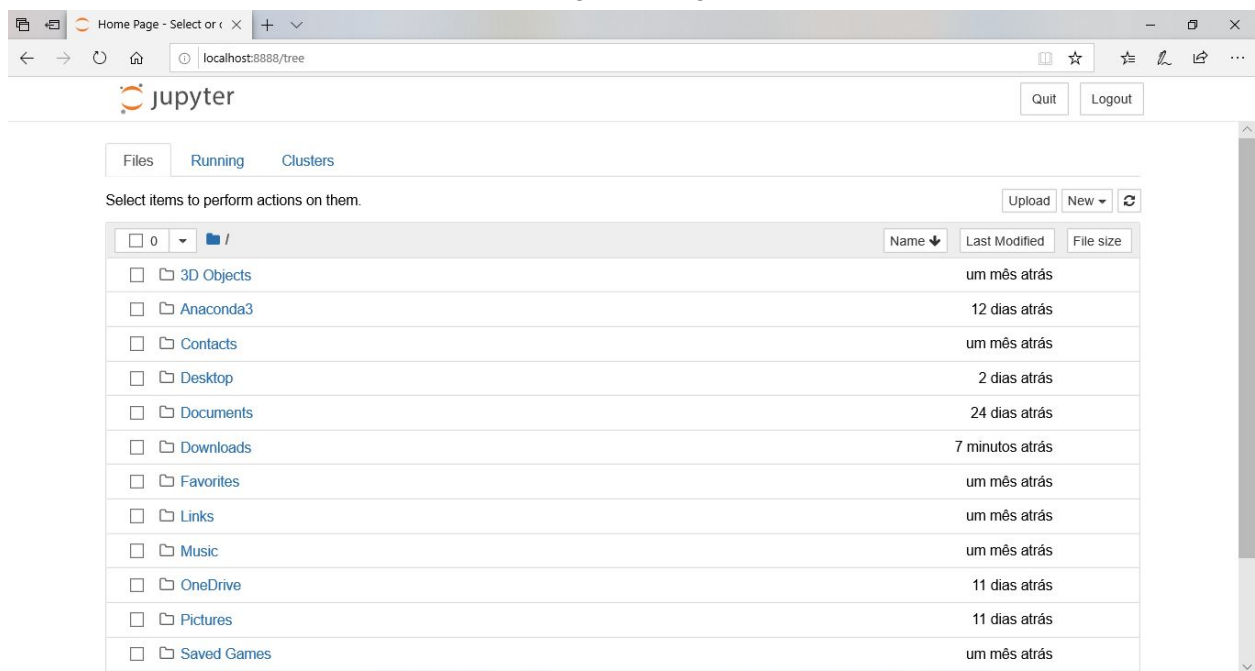 Home Page - Select or c
localhost:8888/tree
jupyter
Quit Logout
Files Running Clusters
Select items to perform actions on them.
Upload New
0 / Name Last Modified File size
3D Objects um mês atrás
Anaconda3 12 dias atrás
Contacts um mês atrás
Desktop 2 dias atrás
Documents 24 dias atrás
Downloads 7 minutos atrás
Favorites um mês atrás
Links um mês atrás
Music um mês atrás
OneDrive 11 dias atrás
Pictures 11 dias atrás
Saved Games um mês atrás